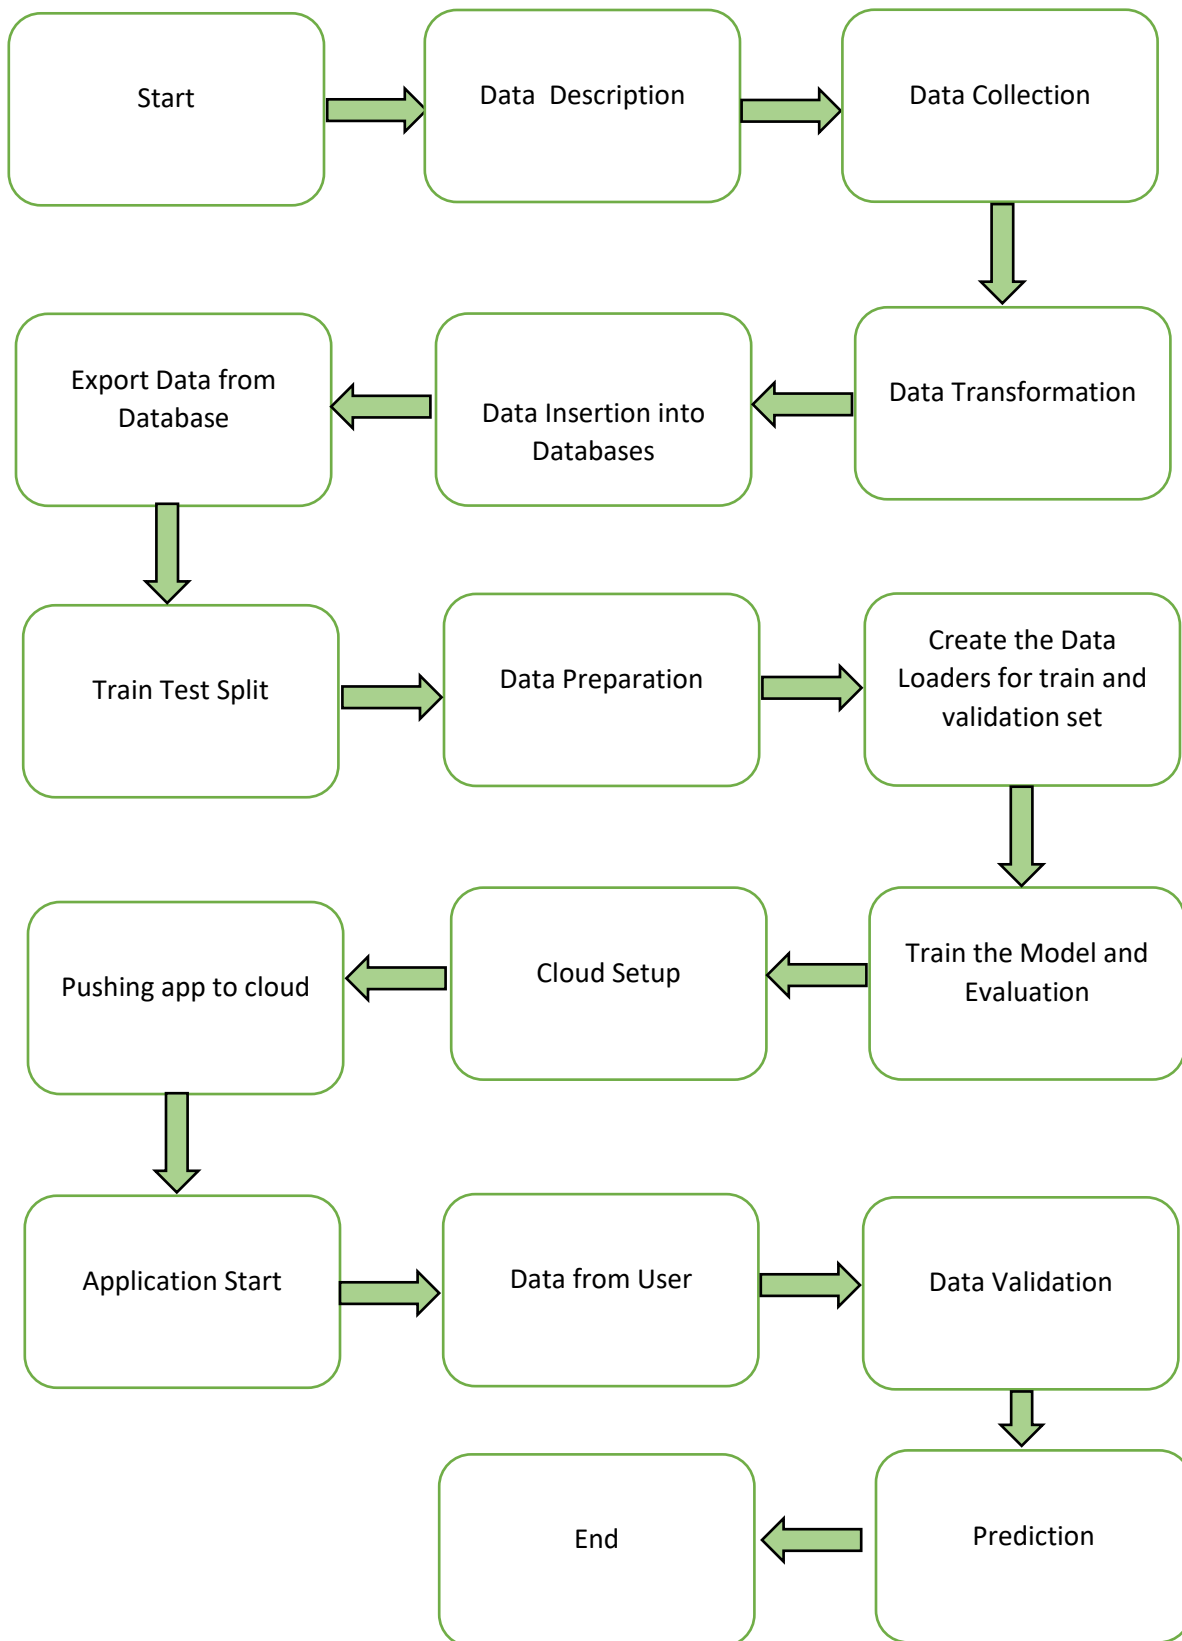 Start
Data  Description
Data Collection
Data Transformation
Data Insertion into
Databases
Export Data from
Database
Train Test Split
Data Preparation
Create the Data
Loaders for train and
validation set
Train the Model and
Evaluation
Cloud Setup
Pushing app to cloud
Application Start
Data from User
Data Validation
Prediction
End